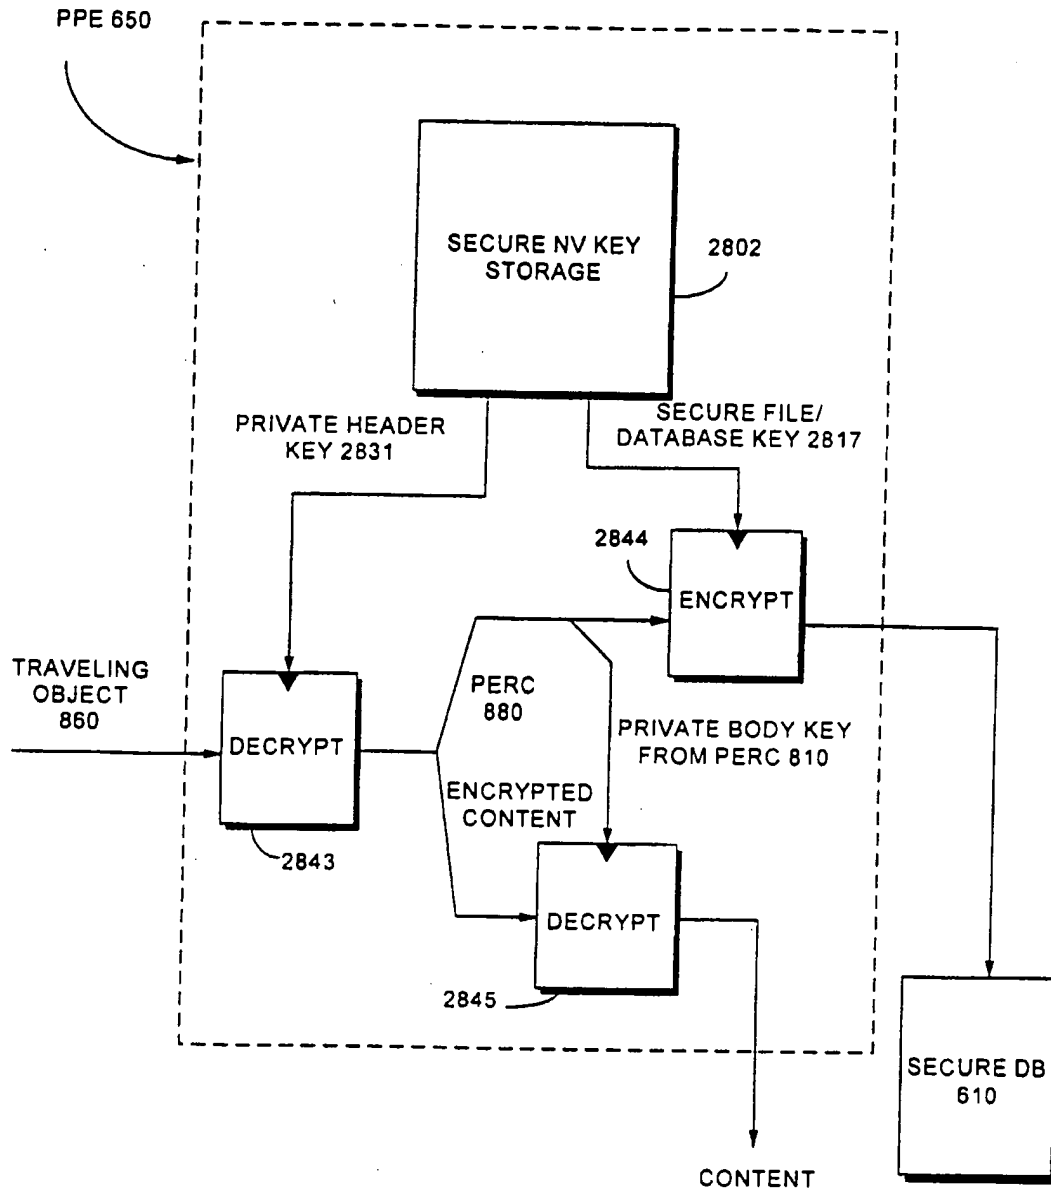 PPE 650
SECURE NV KEY
STORAGE
2802
PRIVATE HEADER
KEY 2831
SECURE FILE/
DATABASE KEY 2817
2844
ENCRYPT
TRAVELING
OBJECT
860
DECRYPT
PERC
880
PRIVATE BODY KEY
FROM PERC 810
ENCRYPTED
CONTENT
2843
DECRYPT
2845
SECURE DB
610
CONTENT